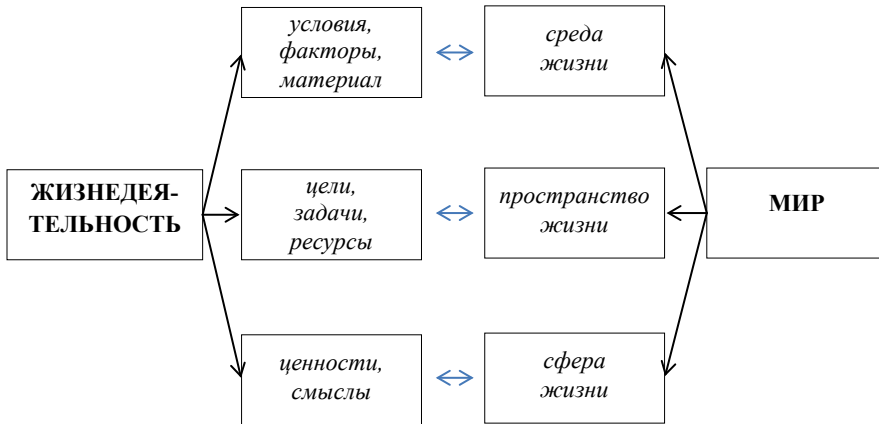 условия,
факторы,
материал
среда
жизни
ЖИЗНЕДЕЯ-
ТЕЛЬНОСТЬ
цели,
задачи,
ресурсы
пространство
жизни
МИР
ценности,
смыслы
сфера
жизни